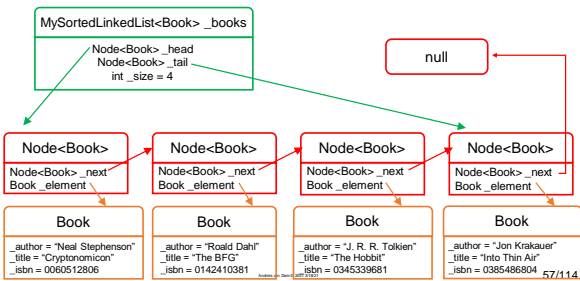 MySortedLinkedList<Book> _books
Node<Book> _head
Node<Book> _tail
int _size = 4
null
Node<Book>
Node<Book> _next
Book _element
Node<Book>
Node<Book> _next
Book _element
Node<Book>
Node<Book> _next
Book _element
Node<Book>
Node<Book> _next
Book _element
Book
_author = “Neal Stephenson”
_title = “Cryptonomicon”
_isbn = 0060512806
Book
_author = “Roald Dahl”
_title = “The BFG”
_isbn = 0142410381
Book
_author = “J. R. R. Tolkien”
_title = “The Hobbit”
_isbn = 0345339681
Book
_author = “Jon Krakauer”
_title = “Into Thin Air”
_isbn = 0385486804
57/114